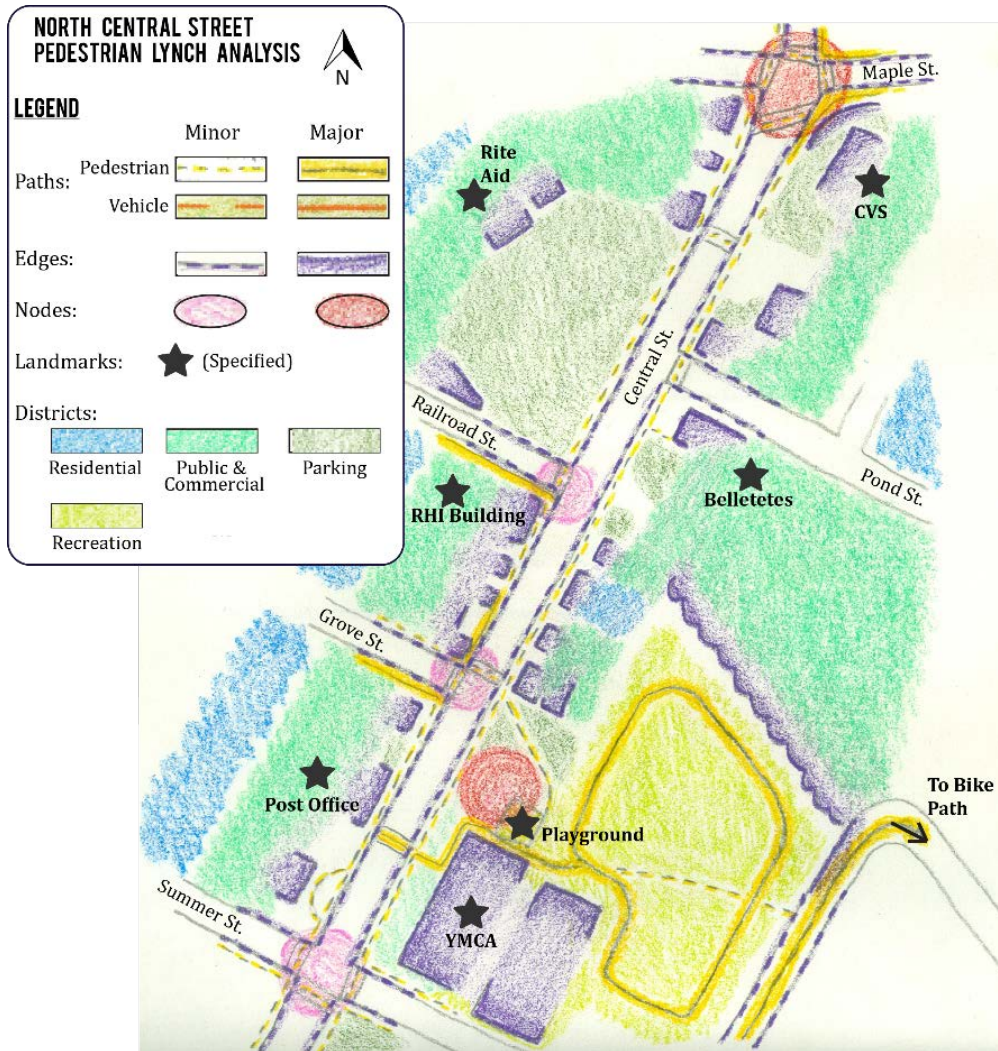 NORTH CENTRAL STREET
PEDESTRIAN LYNCH ANALYSIS
N
LEGEND
Minor
Major
Paths:
Pedestrian
Vehicle
Edges:
Nodes:
Landmarks:
(Specified)
Districts:
Residential
Public &
Commercial
Parking
Recreation
Maple St.
Rite
Aid
CVS
Central St.
Railroad St.
Pond St.
RHI Building
Belletetes
Grove St.
Post Office
Playground
To Bike
Path
Summer St.
YMCA